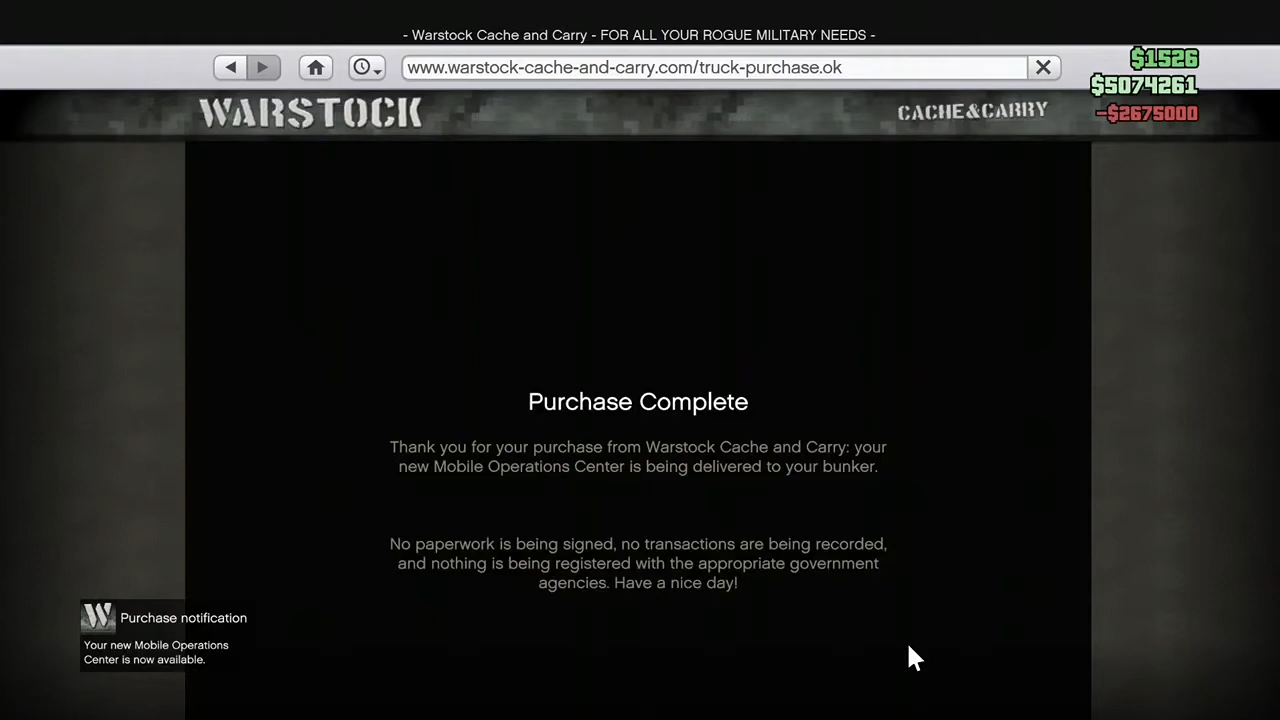 - Warstock Cache and Carry - FOR ALL YOUR ROGUE MILITARY NEEDS -
www.warstock-cache-and-carry.com/truck-purchase.ok
$1526
$5074261
-$2675000
WARSTOCK
CACHE&CARRY
Purchase Complete
Thank you for your purchase from Warstock Cache and Carry: your
new Mobile Operations Center is being delivered to your bunker.
No paperwork is being signed, no transactions are being recorded,
and nothing is being registered with the appropriate government
agencies. Have a nice day!
W Purchase notification
Your new Mobile Operations
Center is now available.